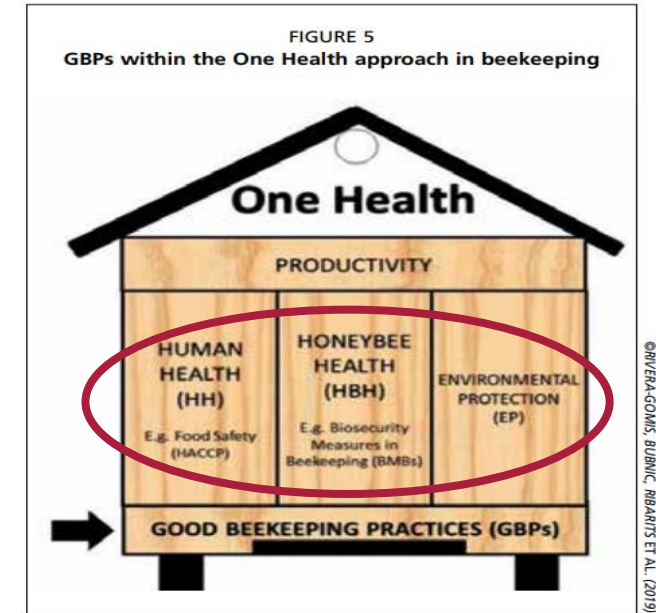 FIGURE 5
GBPs within the One Health approach in beekeeping
One Health
PRODUCTIVITY
HUMAN
HEALTH
(HH)
E.g. Food Safety
(HACCP)
HONEYBEE
HEALTH
(HBH)
E.g. Biosecurity
Measures in
Beekeeping (BMBs)
ENVIRONMENTAL
PROTECTION
(EP)
GOOD BEEKEEPING PRACTICES (GBPs)
©RIVERA-GOMIS, BUBNIC, RIBARITS ET AL. (2019)